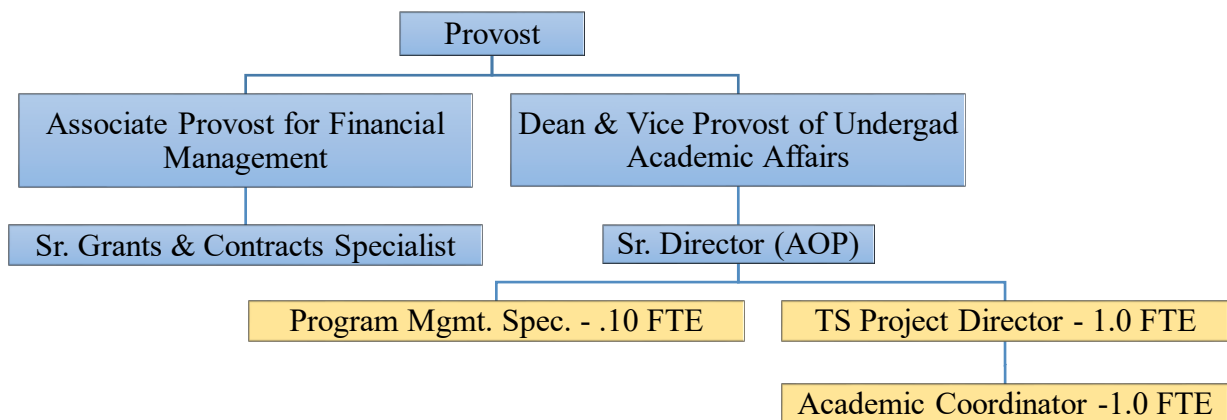 Provost
Associate Provost for Financial
Management
Dean & Vice Provost of Undergad
Academic Affairs
Sr. Grants & Contracts Specialist
Sr. Director (AOP)
Program Mgmt. Spec. - .10 FTE
TS Project Director - 1.0 FTE
Academic Coordinator -1.0 FTE